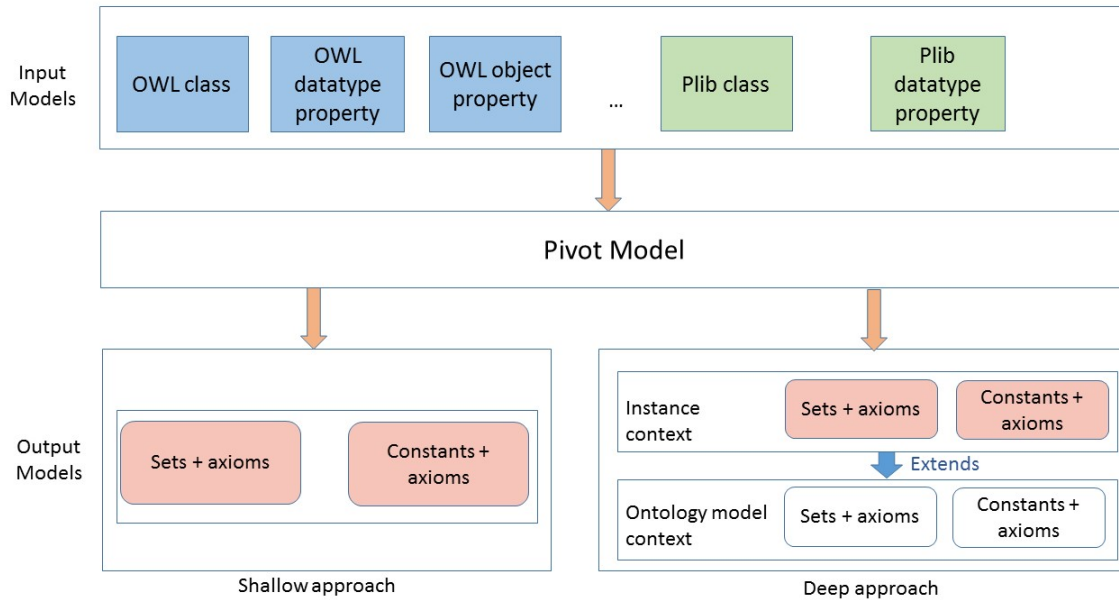 Input
Models
OWL class
OWL
datatype
property
OWL object
property
...
Plib class
Plib
datatype
property
Pivot Model
Output
Models
Sets + axioms
Constants +
axioms
Shallow approach
Instance
context
Sets + axioms
Constants +
axioms
Extends
Ontology model
context
Sets + axioms
Constants +
axioms
Deep approach